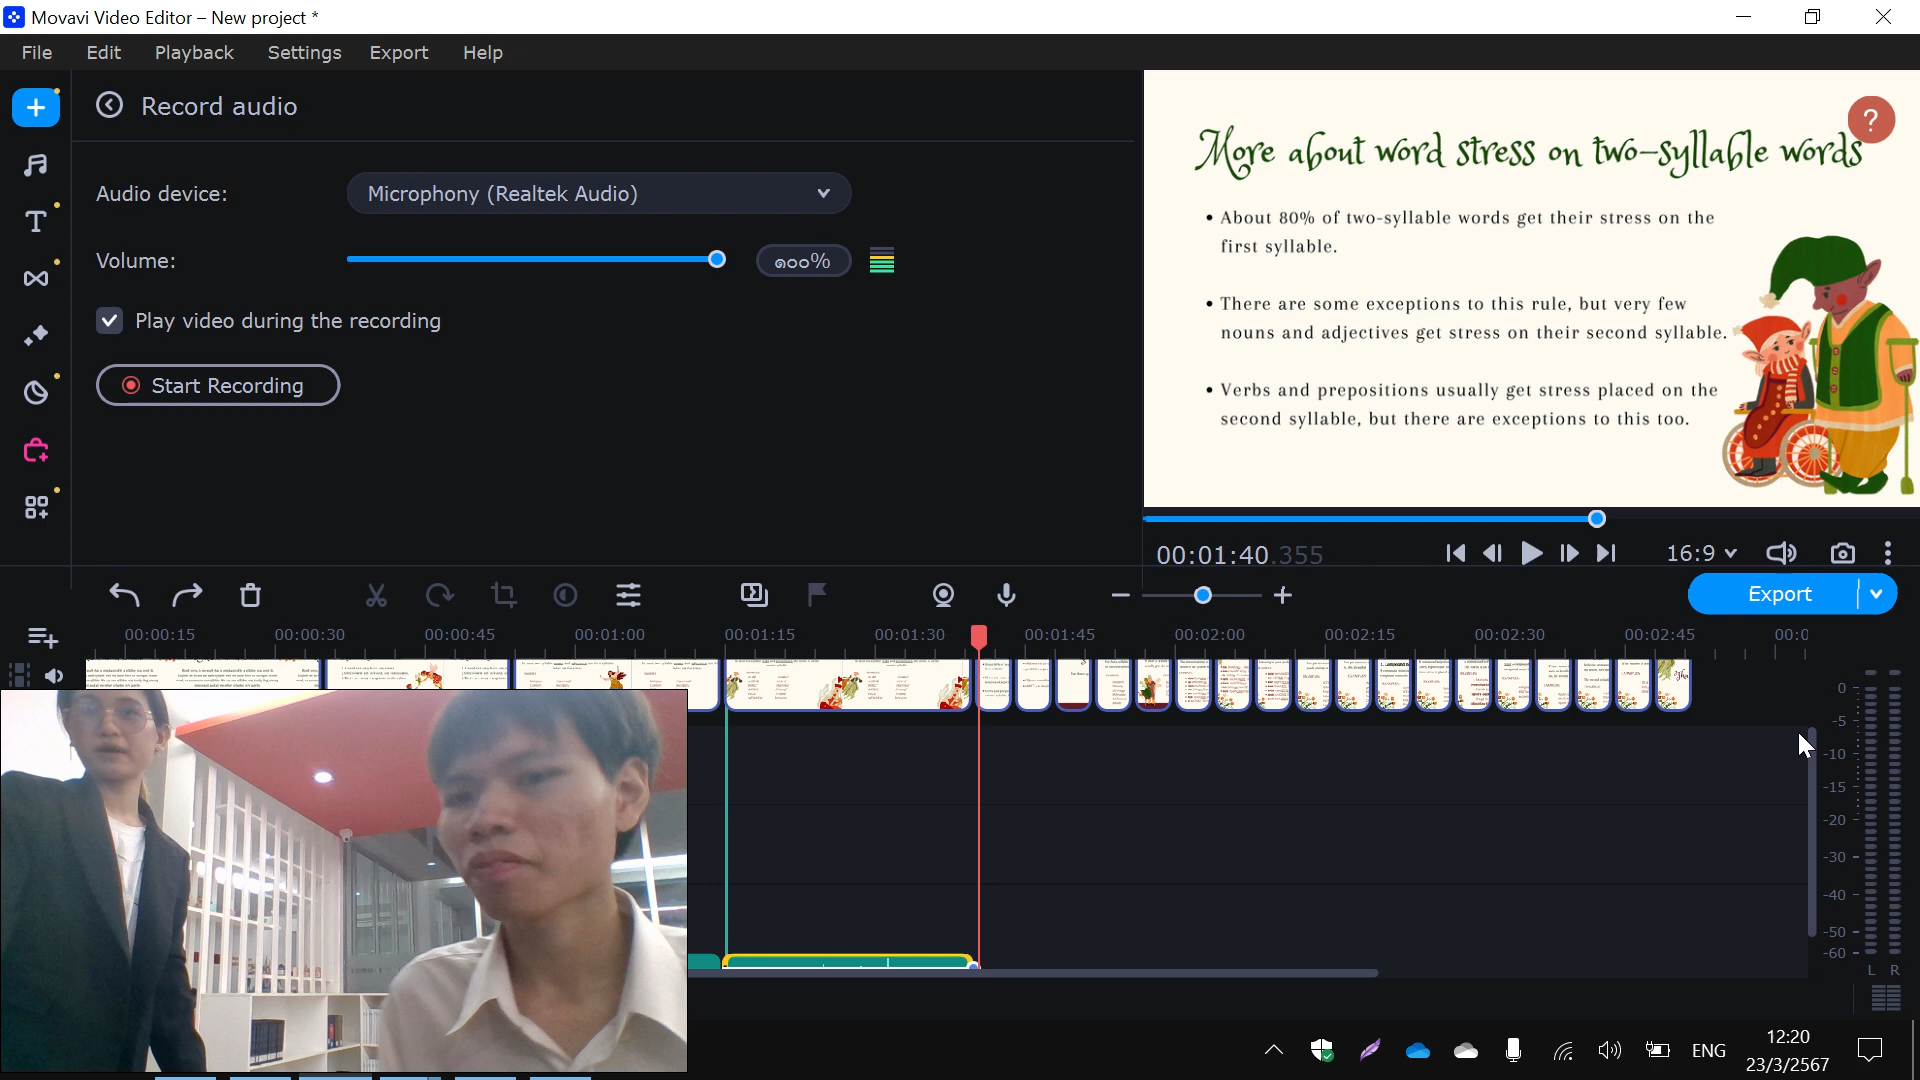 Movavi Video Editor – New project *
File Edit Playback Settings Export Help
Record audio
Audio device:
Microphony (Realtek Audio)
Volume:
๑๐๐%
Play video during the recording
Start Recording
?
More about word stress on two-syllable words
• About 80% of two-syllable words get their stress on the
first syllable.
• There are some exceptions to this rule, but very few
nouns and adjectives get stress on their second syllable.
• Verbs and prepositions usually get stress placed on the
second syllable, but there are exceptions to this too.
00:01:40.355
16:9
Export
00:00:15 00:00:30 00:00:45 00:01:00 00:01:15 00:01:30 00:01:45 00:02:00 00:02:15 00:02:30 00:02:45 00:0
0
-5
-10
-15
-20
-30
-40
-50
-60
L R
ENG
12:20
23/3/2567